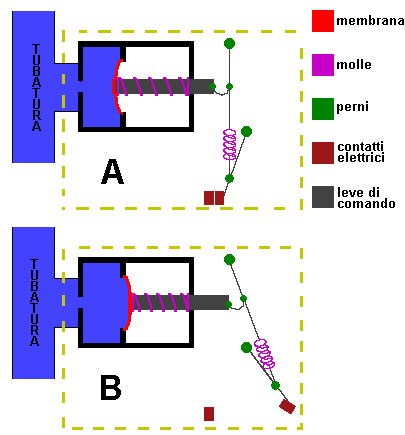 TUBATURA
A
membrana
molle
perni
contatti
elettrici
leve di
comando
TUBATURA
B